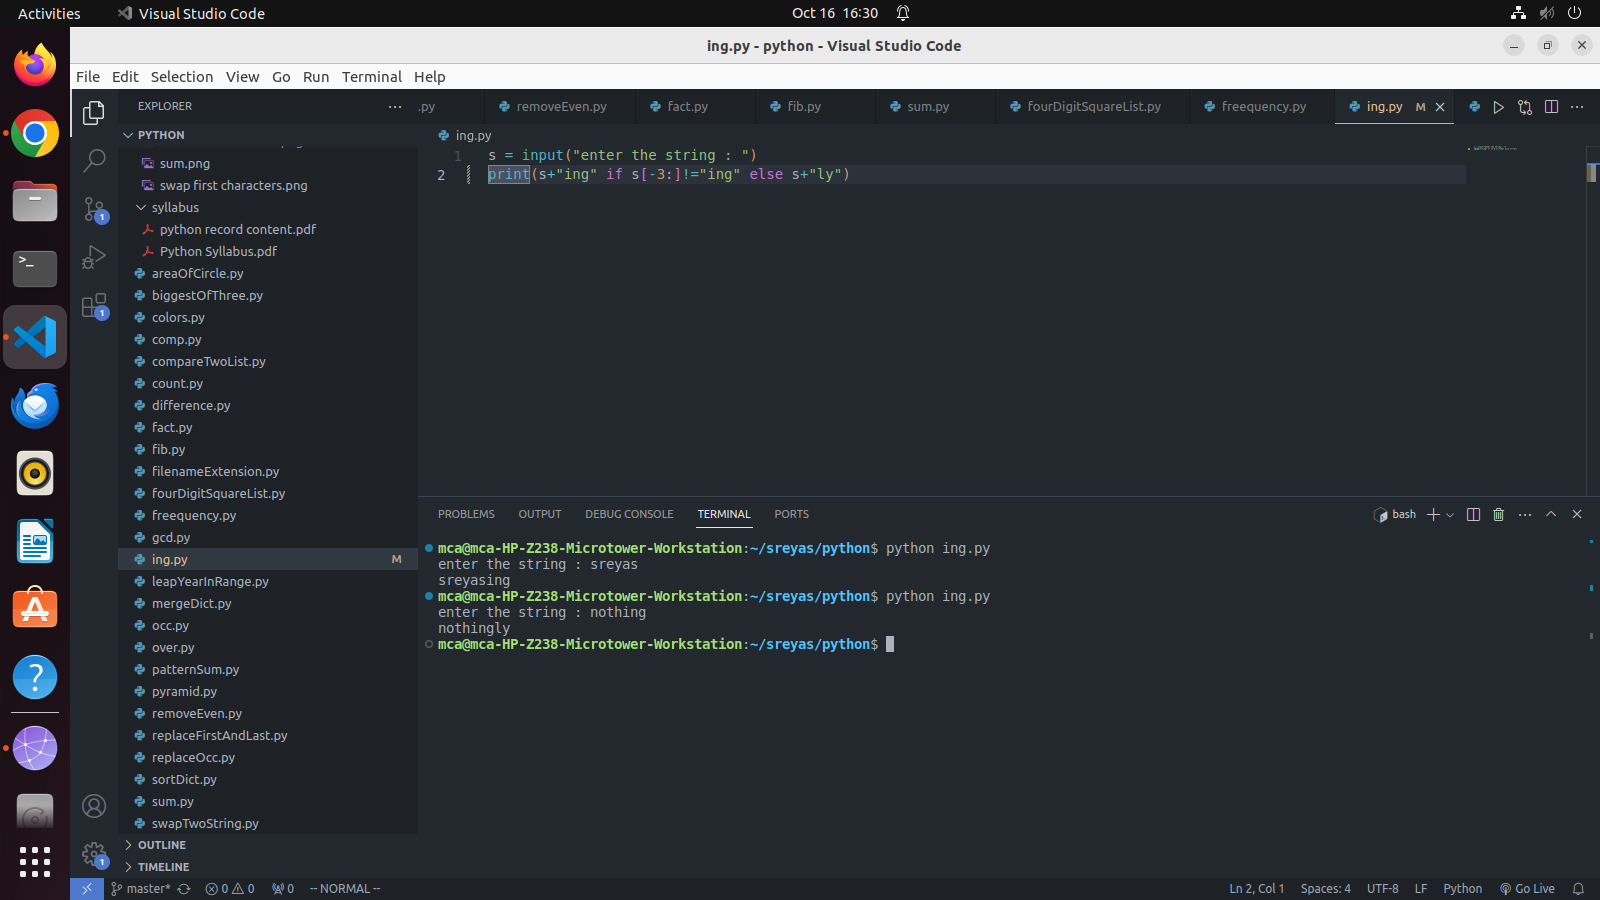 Activities
Visual Studio Code
Oct 16 16:30
ing.py - python - Visual Studio Code
File Edit Selection View Go Run Terminal Help
EXPLORER
.py
removeEven.py
fact.py
fib.py
sum.py
fourDigitSquareList.py
freequency.py
ing.py M
PYTHON
sum.png
swap first characters.png
syllabus
python record content.pdf
Python Syllabus.pdf
areaOfCircle.py
biggestOfThree.py
colors.py
comp.py
compareTwoList.py
count.py
difference.py
fact.py
fib.py
filenameExtension.py
fourDigitSquareList.py
freequency.py
gcd.py
ing.py M
leapYearInRange.py
mergeDict.py
occ.py
over.py
patternSum.py
pyramid.py
removeEven.py
replaceFirstAndLast.py
replaceOcc.py
sortDict.py
sum.py
swapTwoString.py
OUTLINE
TIMELINE
1
1
1
ing.py
1 s = input("enter the string : ")
2 print(s+"ing" if s[-3:]!="ing" else s+"ly")
PROBLEMS OUTPUT DEBUG CONSOLE TERMINAL PORTS
bash
mca@mca-HP-Z238-Microtower-Workstation:~/sreyas/python$ python ing.py
enter the string : sreyas
sreyasing
mca@mca-HP-Z238-Microtower-Workstation:~/sreyas/python$ python ing.py
enter the string : nothing
nothingly
mca@mca-HP-Z238-Microtower-Workstation:~/sreyas/python$
master* 0 0 0 -- NORMAL --
Ln 2, Col 1 Spaces: 4 UTF-8 LF Python Go Live